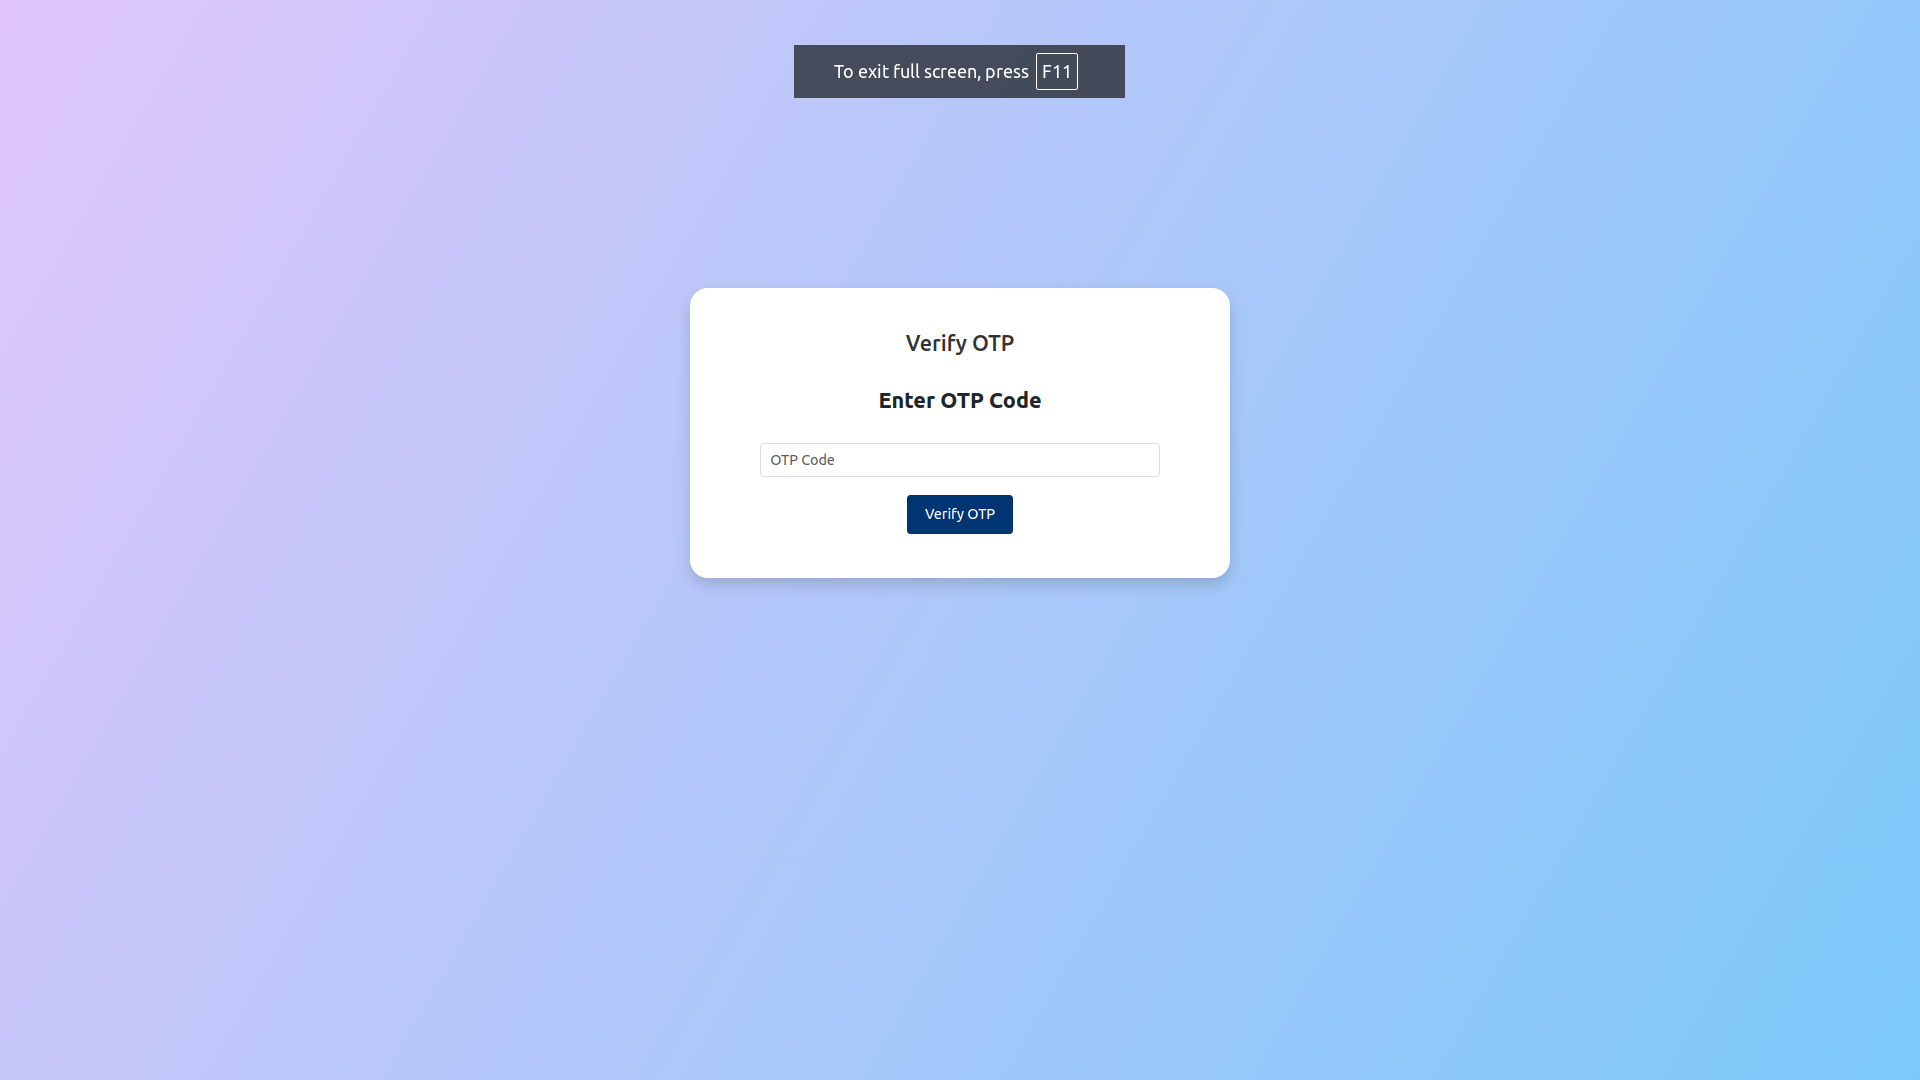 To exit full screen, press F11
Verify OTP
Enter OTP Code
OTP Code
Verify OTP